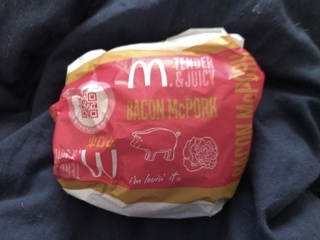 TENDER
& JUICY
BACON McPORK
BACON McPORK
i'm lovin' it